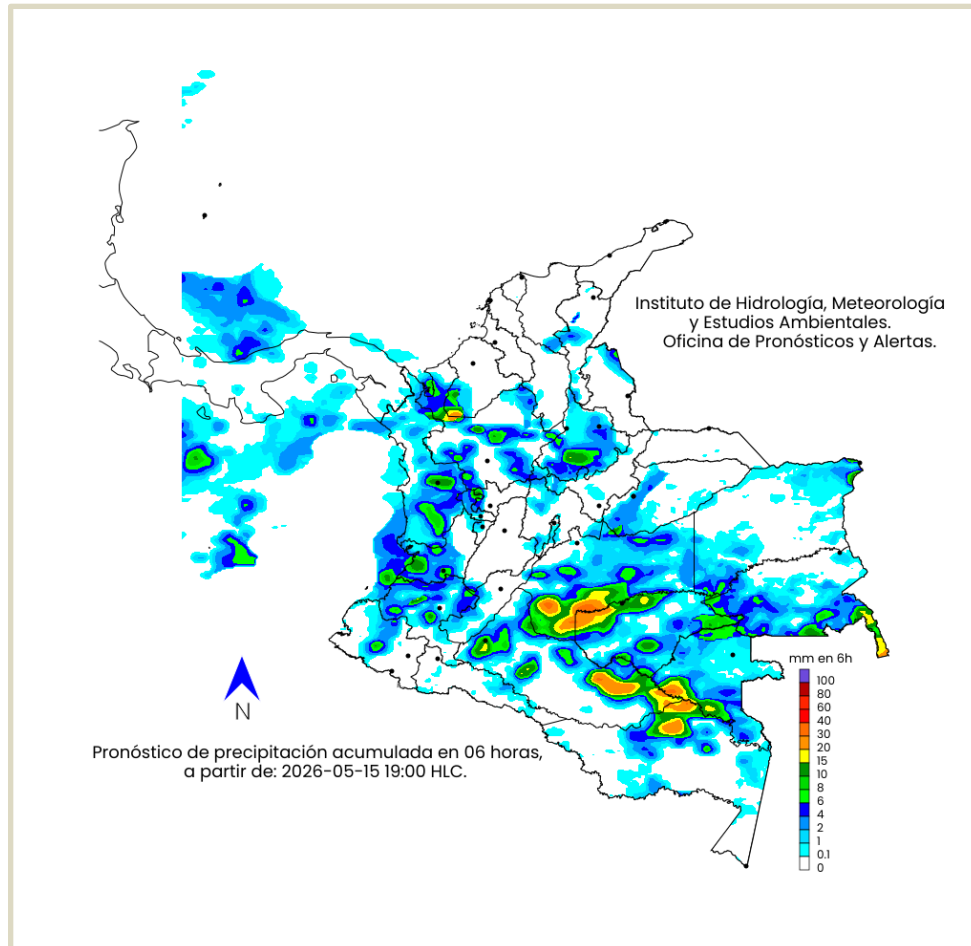 Instituto de Hidrología, Meteorología
y Estudios Ambientales.
Oficina de Pronósticos y Alertas.
mm en 6h
100
80
60
40
30
20
15
10
8
6
4
2
1
0.1
0
N
Pronóstico de precipitación acumulada en 06 horas,
a partir de: 2026-05-15 19:00 HLC.